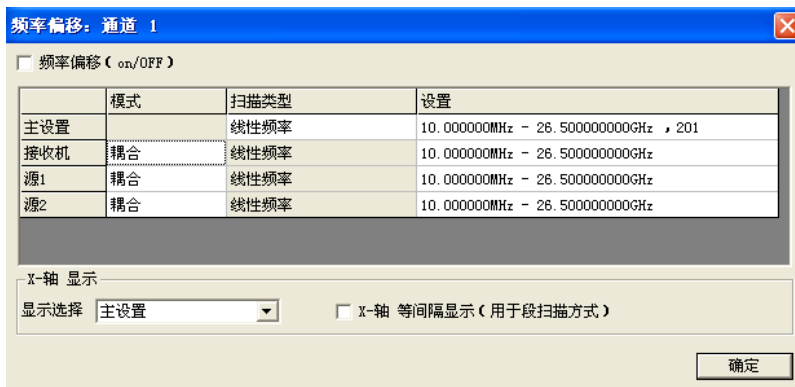 频率偏移: 通道 1
频率偏移( on/OFF )
模式 扫描类型 设置
主设置 线性频率 10.000000MHz - 26.500000000GHz , 201
接收机 耦合 线性频率 10.000000MHz - 26.500000000GHz
源1 耦合 线性频率 10.000000MHz - 26.500000000GHz
源2 耦合 线性频率 10.000000MHz - 26.500000000GHz
X-轴 显示
显示选择 主设置 X-轴 等间隔显示( 用于段扫描方式 )
确定